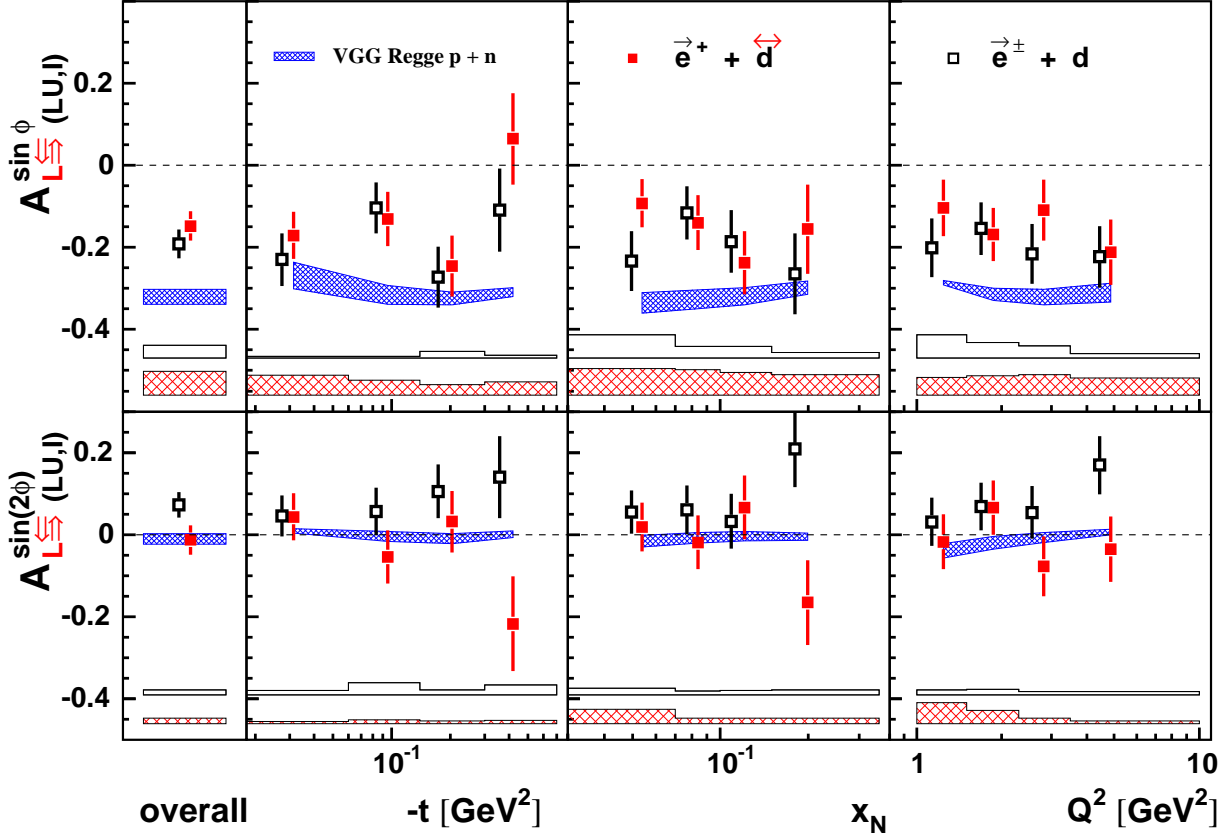 VGG Regge p + n
e⃗⁺ + d⃡
e⃗± + d
A L⇆ sin ϕ (LU,I)
0.2
0
-0.2
-0.4
A L⇆ sin(2ϕ) (LU,I)
0.2
0
-0.2
-0.4
10⁻¹
10⁻¹
1
10
overall
-t [GeV²]
x_N
Q² [GeV²]